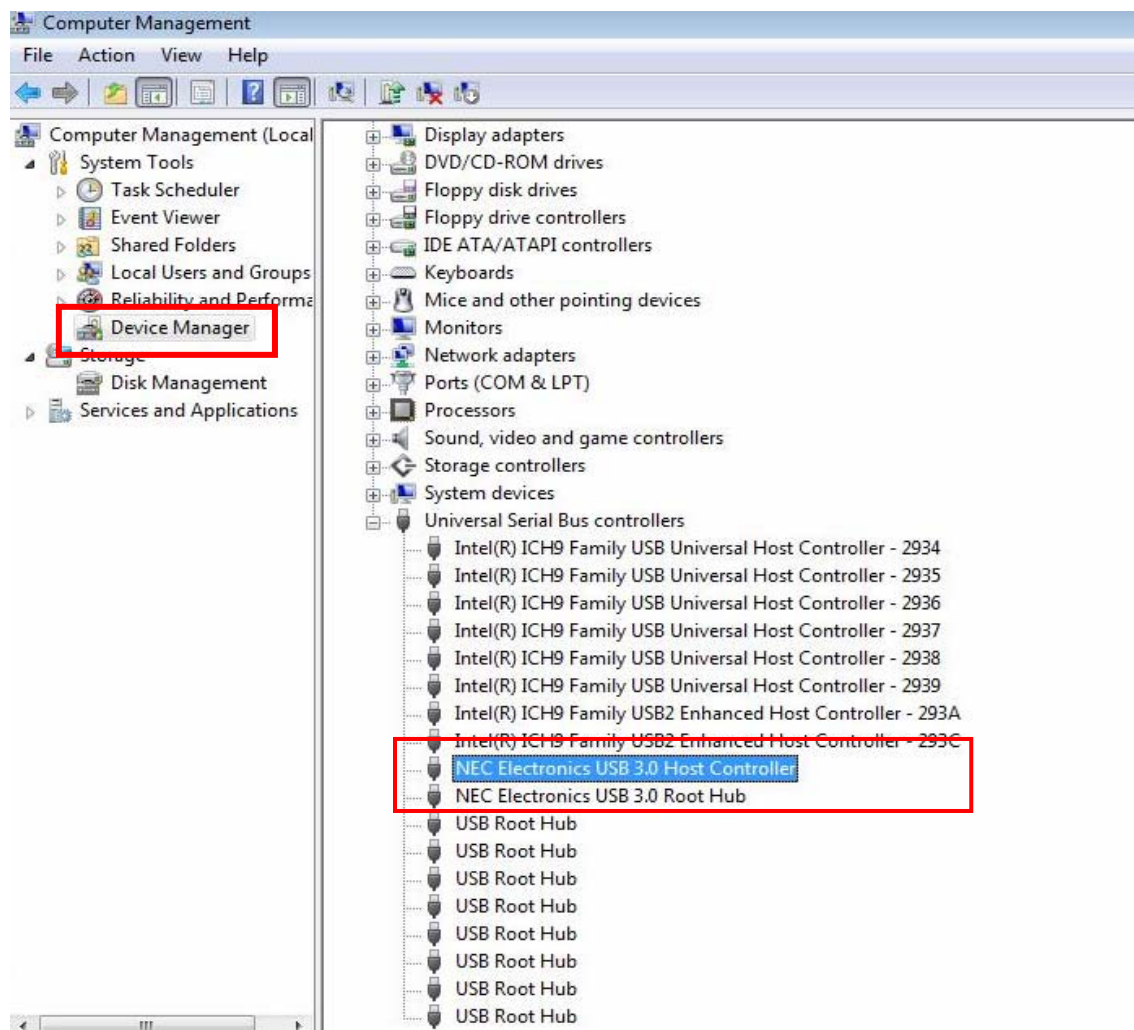 Computer Management
File Action View Help
Computer Management (Local
System Tools
Task Scheduler
Event Viewer
Shared Folders
Local Users and Groups
Reliability and Performa
Device Manager
Storage
Disk Management
Services and Applications
Display adapters
DVD/CD-ROM drives
Floppy disk drives
Floppy drive controllers
IDE ATA/ATAPI controllers
Keyboards
Mice and other pointing devices
Monitors
Network adapters
Ports (COM & LPT)
Processors
Sound, video and game controllers
Storage controllers
System devices
Universal Serial Bus controllers
Intel(R) ICH9 Family USB Universal Host Controller - 2934
Intel(R) ICH9 Family USB Universal Host Controller - 2935
Intel(R) ICH9 Family USB Universal Host Controller - 2936
Intel(R) ICH9 Family USB Universal Host Controller - 2937
Intel(R) ICH9 Family USB Universal Host Controller - 2938
Intel(R) ICH9 Family USB Universal Host Controller - 2939
Intel(R) ICH9 Family USB2 Enhanced Host Controller - 293A
Intel(R) ICH9 Family USB2 Enhanced Host Controller - 293C
NEC Electronics USB 3.0 Host Controller
NEC Electronics USB 3.0 Root Hub
USB Root Hub
USB Root Hub
USB Root Hub
USB Root Hub
USB Root Hub
USB Root Hub
USB Root Hub
USB Root Hub